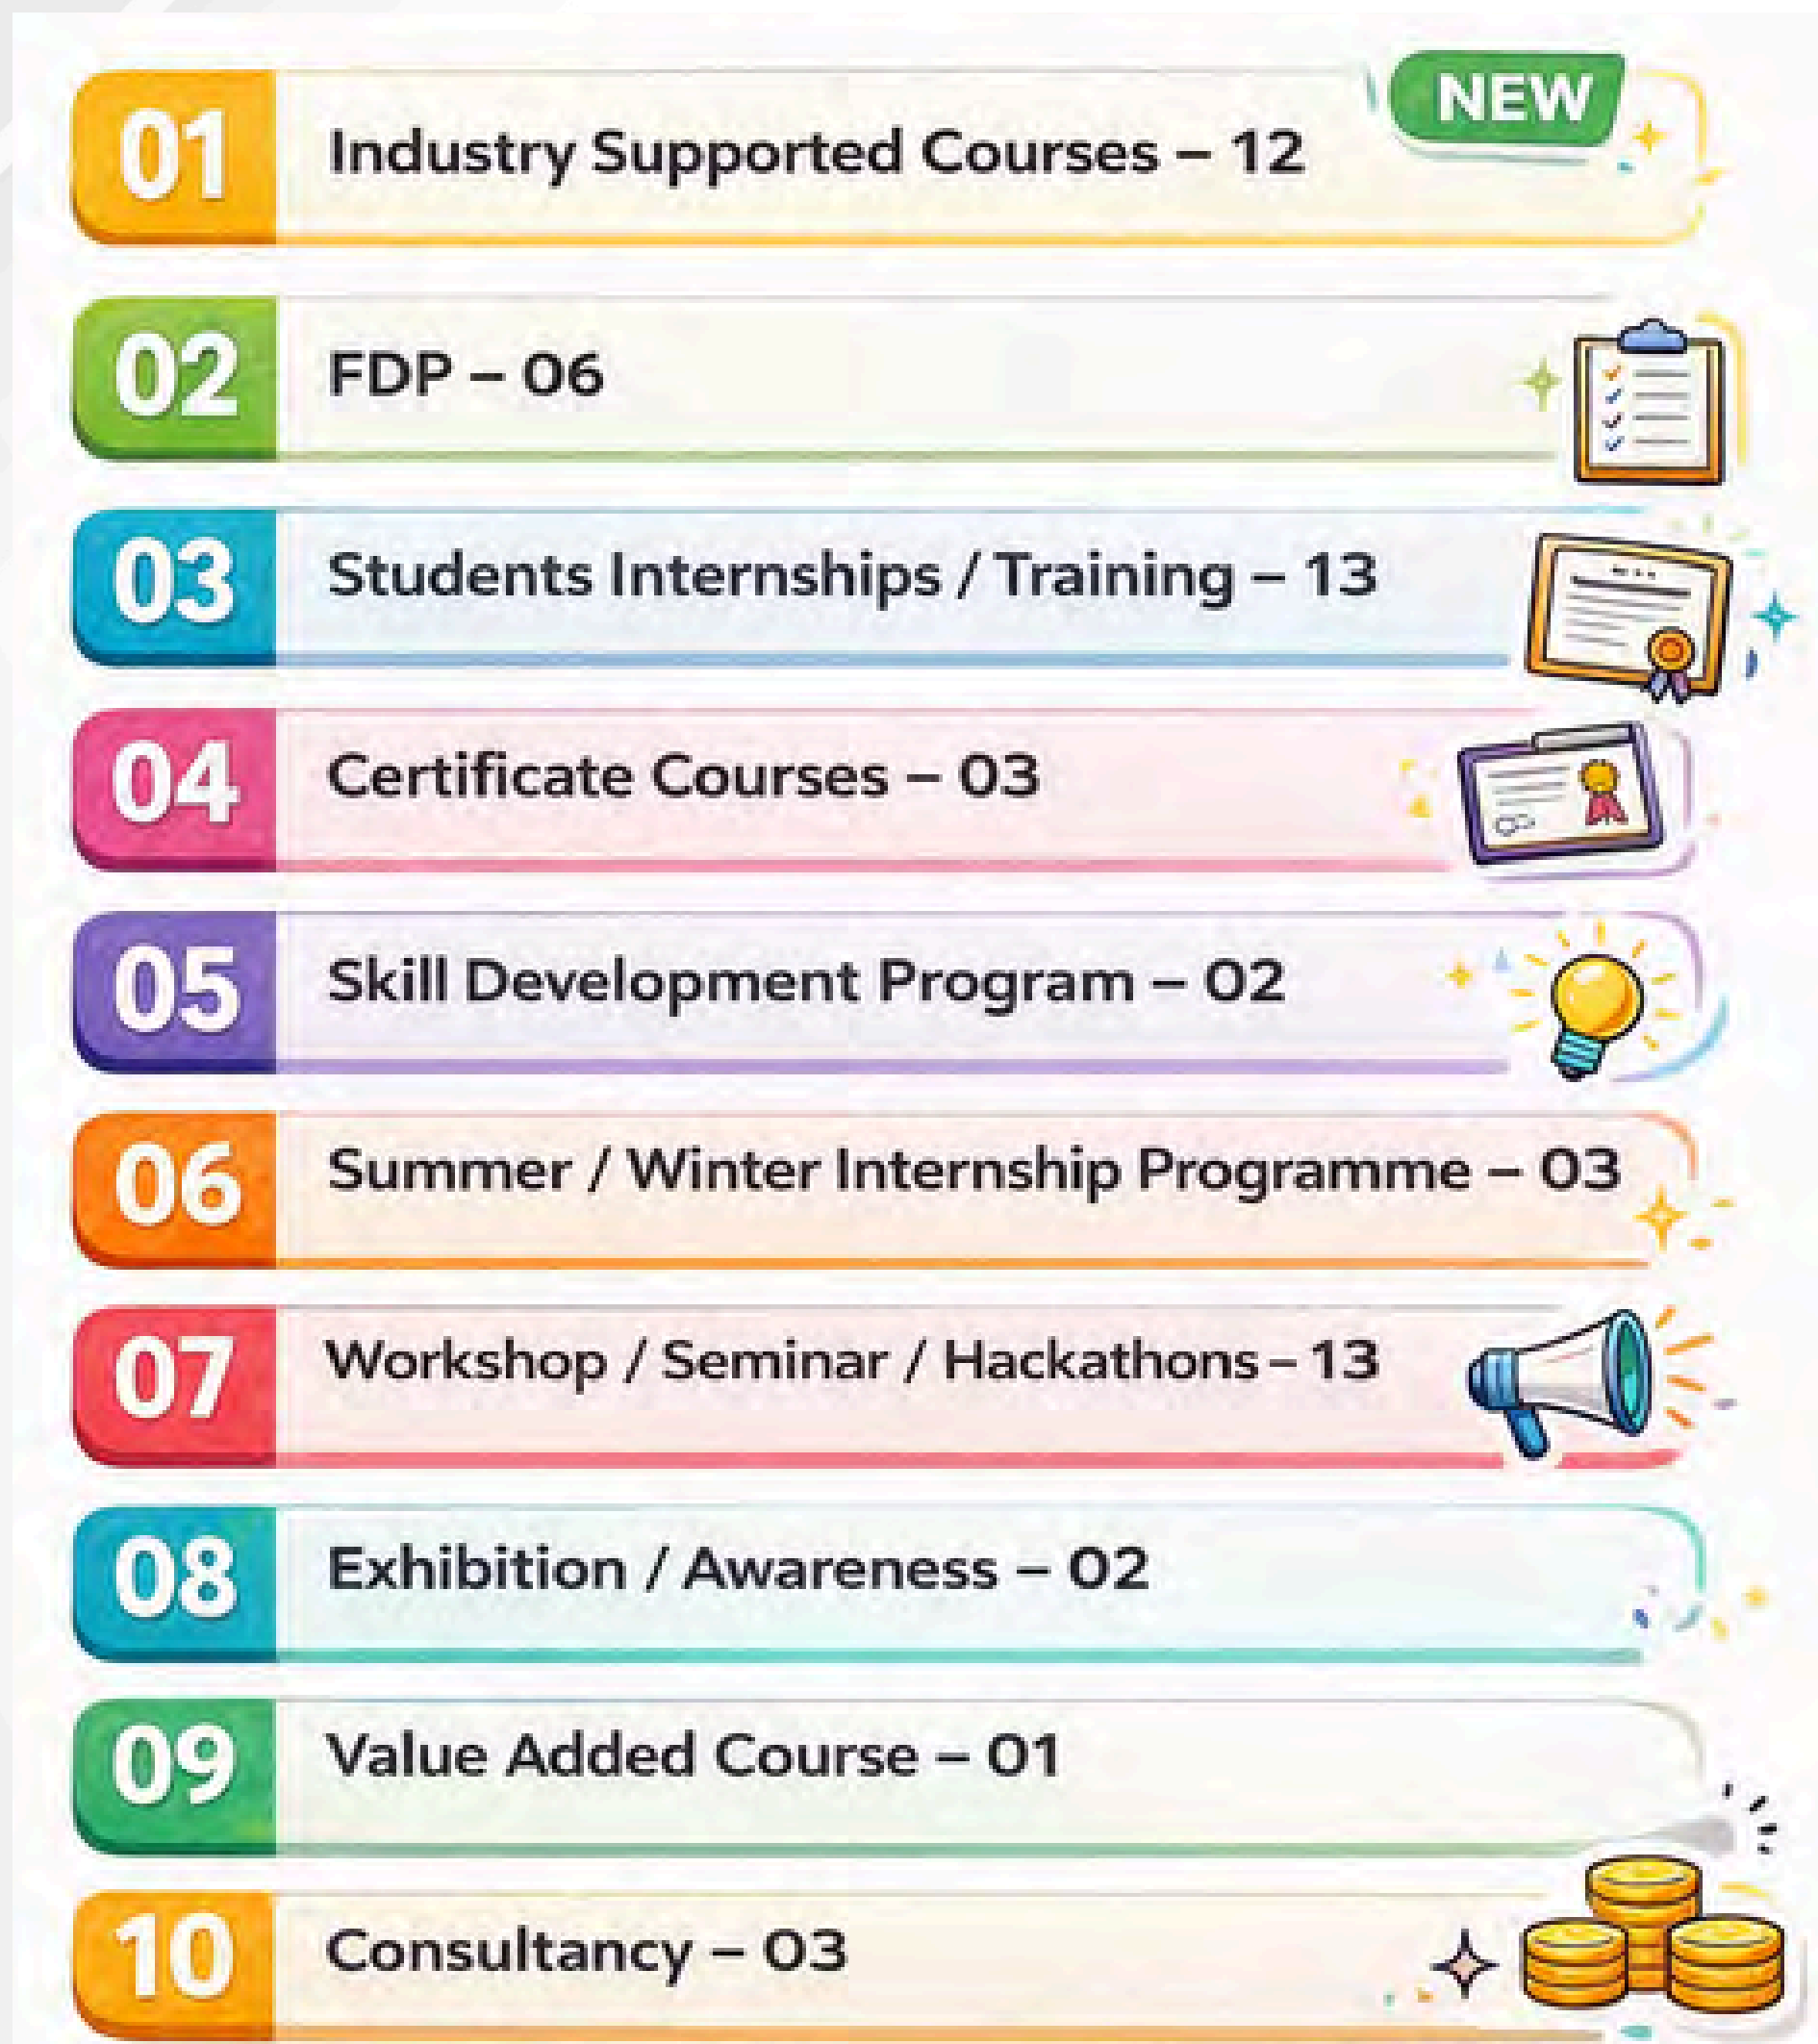 NEW
01 Industry Supported Courses – 12
02 FDP – 06
03 Students Internships / Training – 13
04 Certificate Courses – 03
05 Skill Development Program – 02
06 Summer / Winter Internship Programme – 03
07 Workshop / Seminar / Hackathons – 13
08 Exhibition / Awareness – 02
09 Value Added Course – 01
10 Consultancy – 03